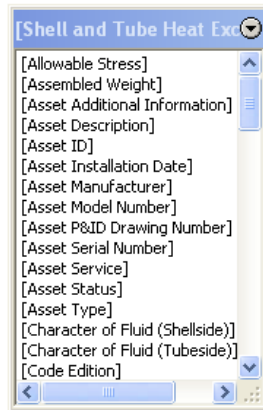 [Shell and Tube Heat Exc
[Allowable Stress]
[Assembled Weight]
[Asset Additional Information]
[Asset Description]
[Asset ID]
[Asset Installation Date]
[Asset Manufacturer]
[Asset Model Number]
[Asset P&ID Drawing Number]
[Asset Serial Number]
[Asset Service]
[Asset Status]
[Asset Type]
[Character of Fluid (Shellside)]
[Character of Fluid (Tubeside)]
[Code Edition]